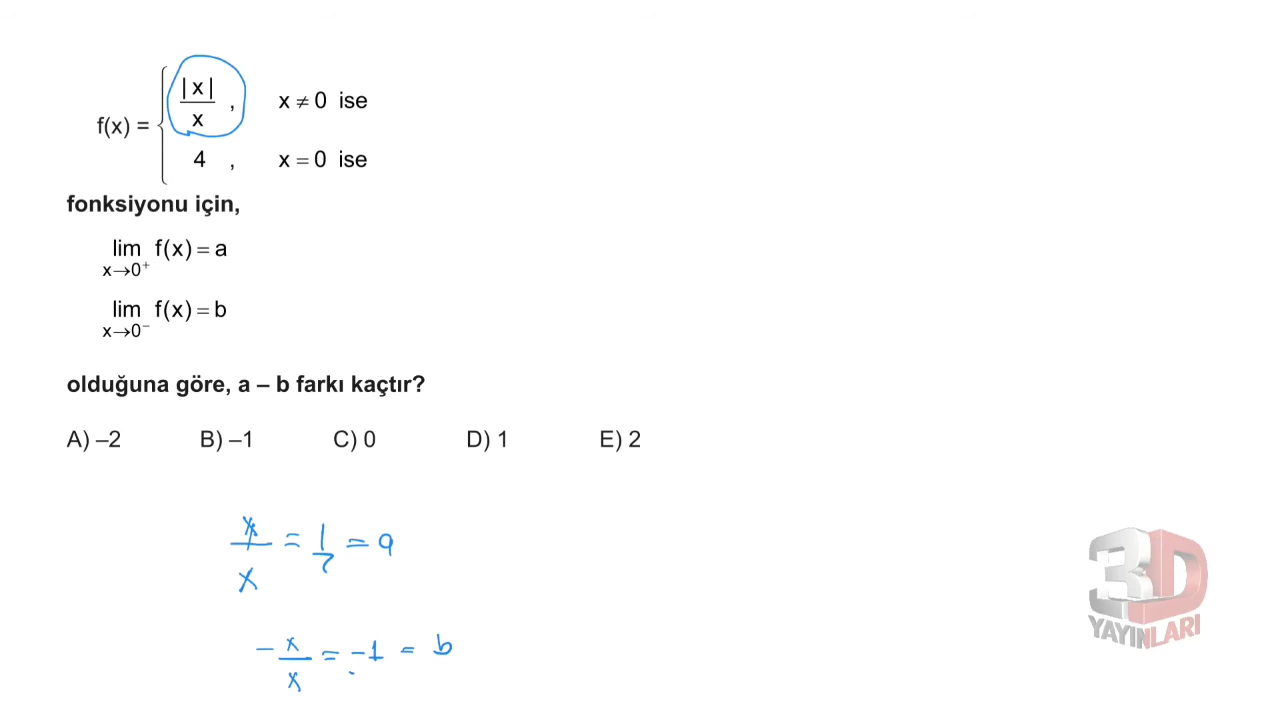 f(x) = { |x|/x , x ≠ 0 ise
4 , x = 0 ise
fonksiyonu için,
lim f(x) = a
x→0⁺
lim f(x) = b
x→0⁻
olduğuna göre, a – b farkı kaçtır?
A) –2 B) –1 C) 0 D) 1 E) 2
x/x = 1 = a
-x/x = -1 = b
3D
YAYINLARI